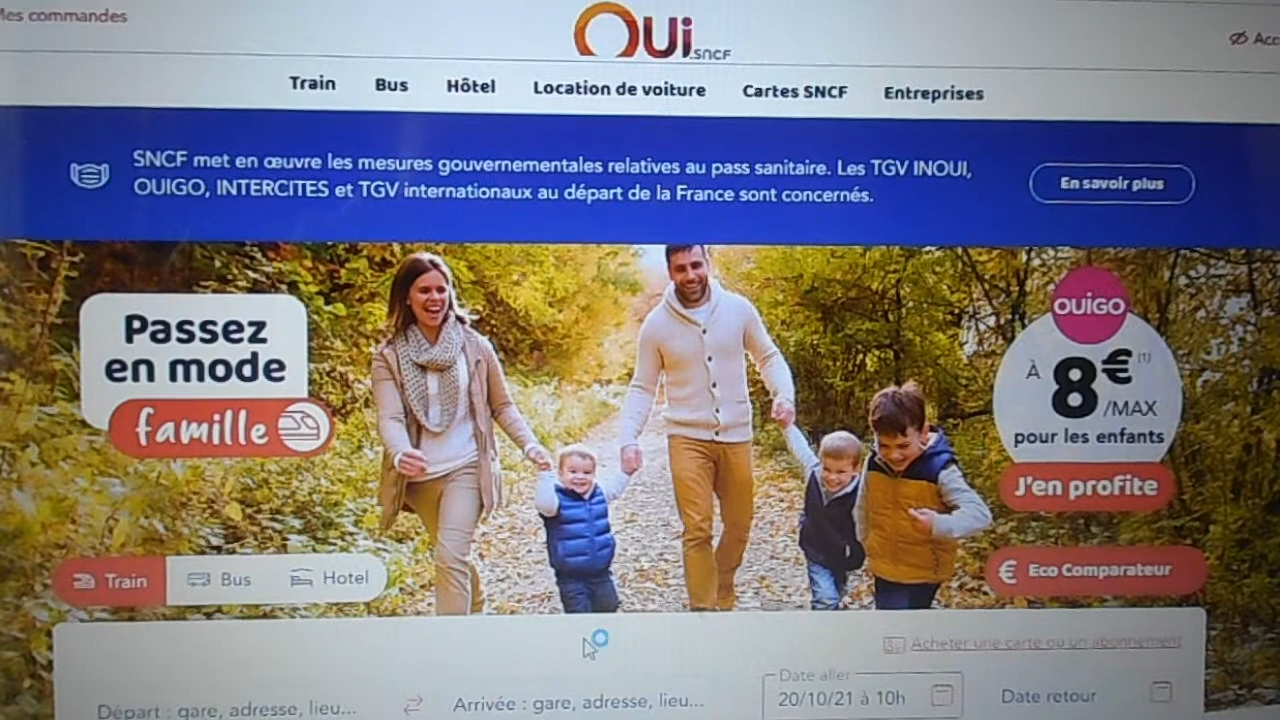 Mes commandes
OUi.SNCF
Acc
Train Bus Hôtel Location de voiture Cartes SNCF Entreprises
SNCF met en œuvre les mesures gouvernementales relatives au pass sanitaire. Les TGV INOUI,
OUIGO, INTERCITES et TGV internationaux au départ de la France sont concernés.
En savoir plus
Passez
en mode
famille
OUiGO
À 8€ (1)
/MAX
pour les enfants
J'en profite
Train Bus Hotel
€ Eco Comparateur
Acheter une carte ou un abonnement
Départ : gare, adresse, lieu...
Arrivée : gare, adresse, lieu...
Date aller
20/10/21 à 10h
Date retour